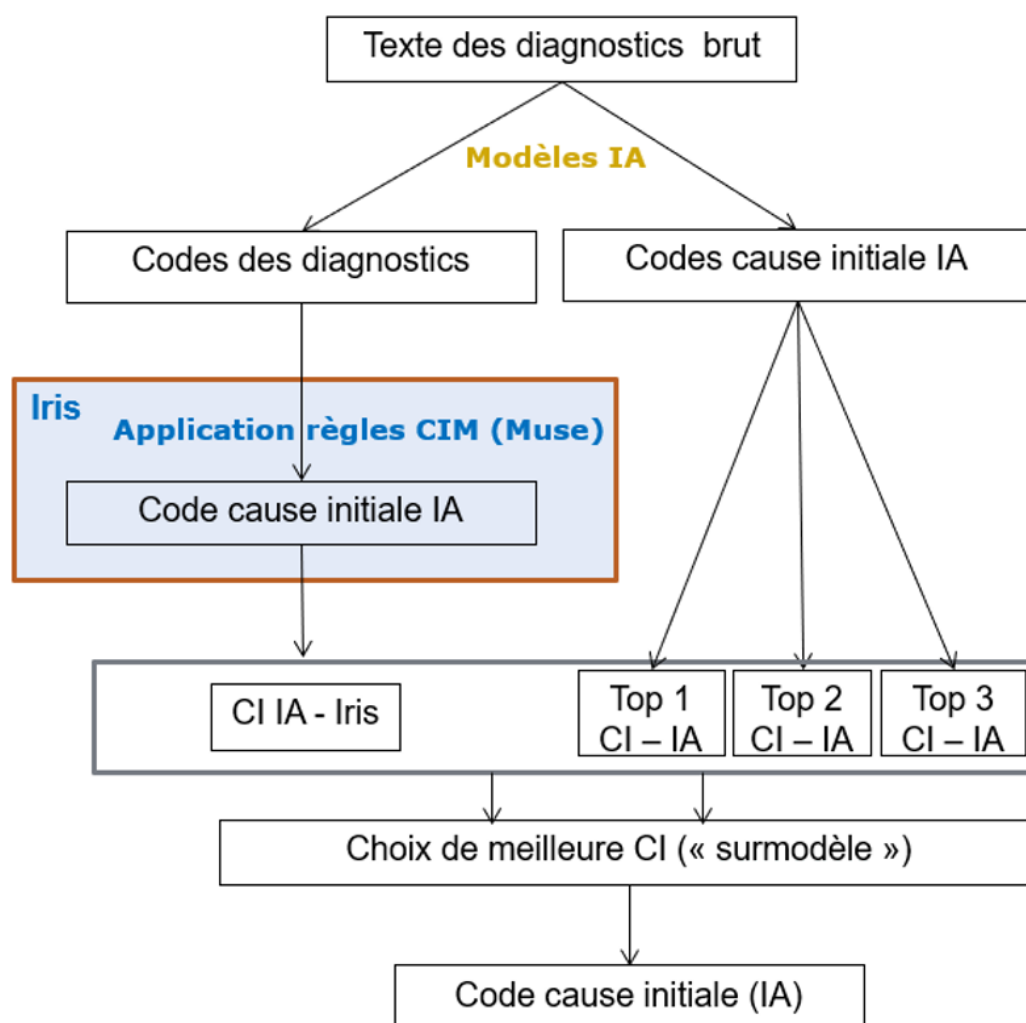 Texte des diagnostics brut
Modèles IA
Codes des diagnostics
Codes cause initiale IA
Iris
Application règles CIM (Muse)
Code cause initiale IA
CI IA - Iris
Top 1
CI – IA
Top 2
CI – IA
Top 3
CI – IA
Choix de meilleure CI (« surmodèle »)
Code cause initiale (IA)